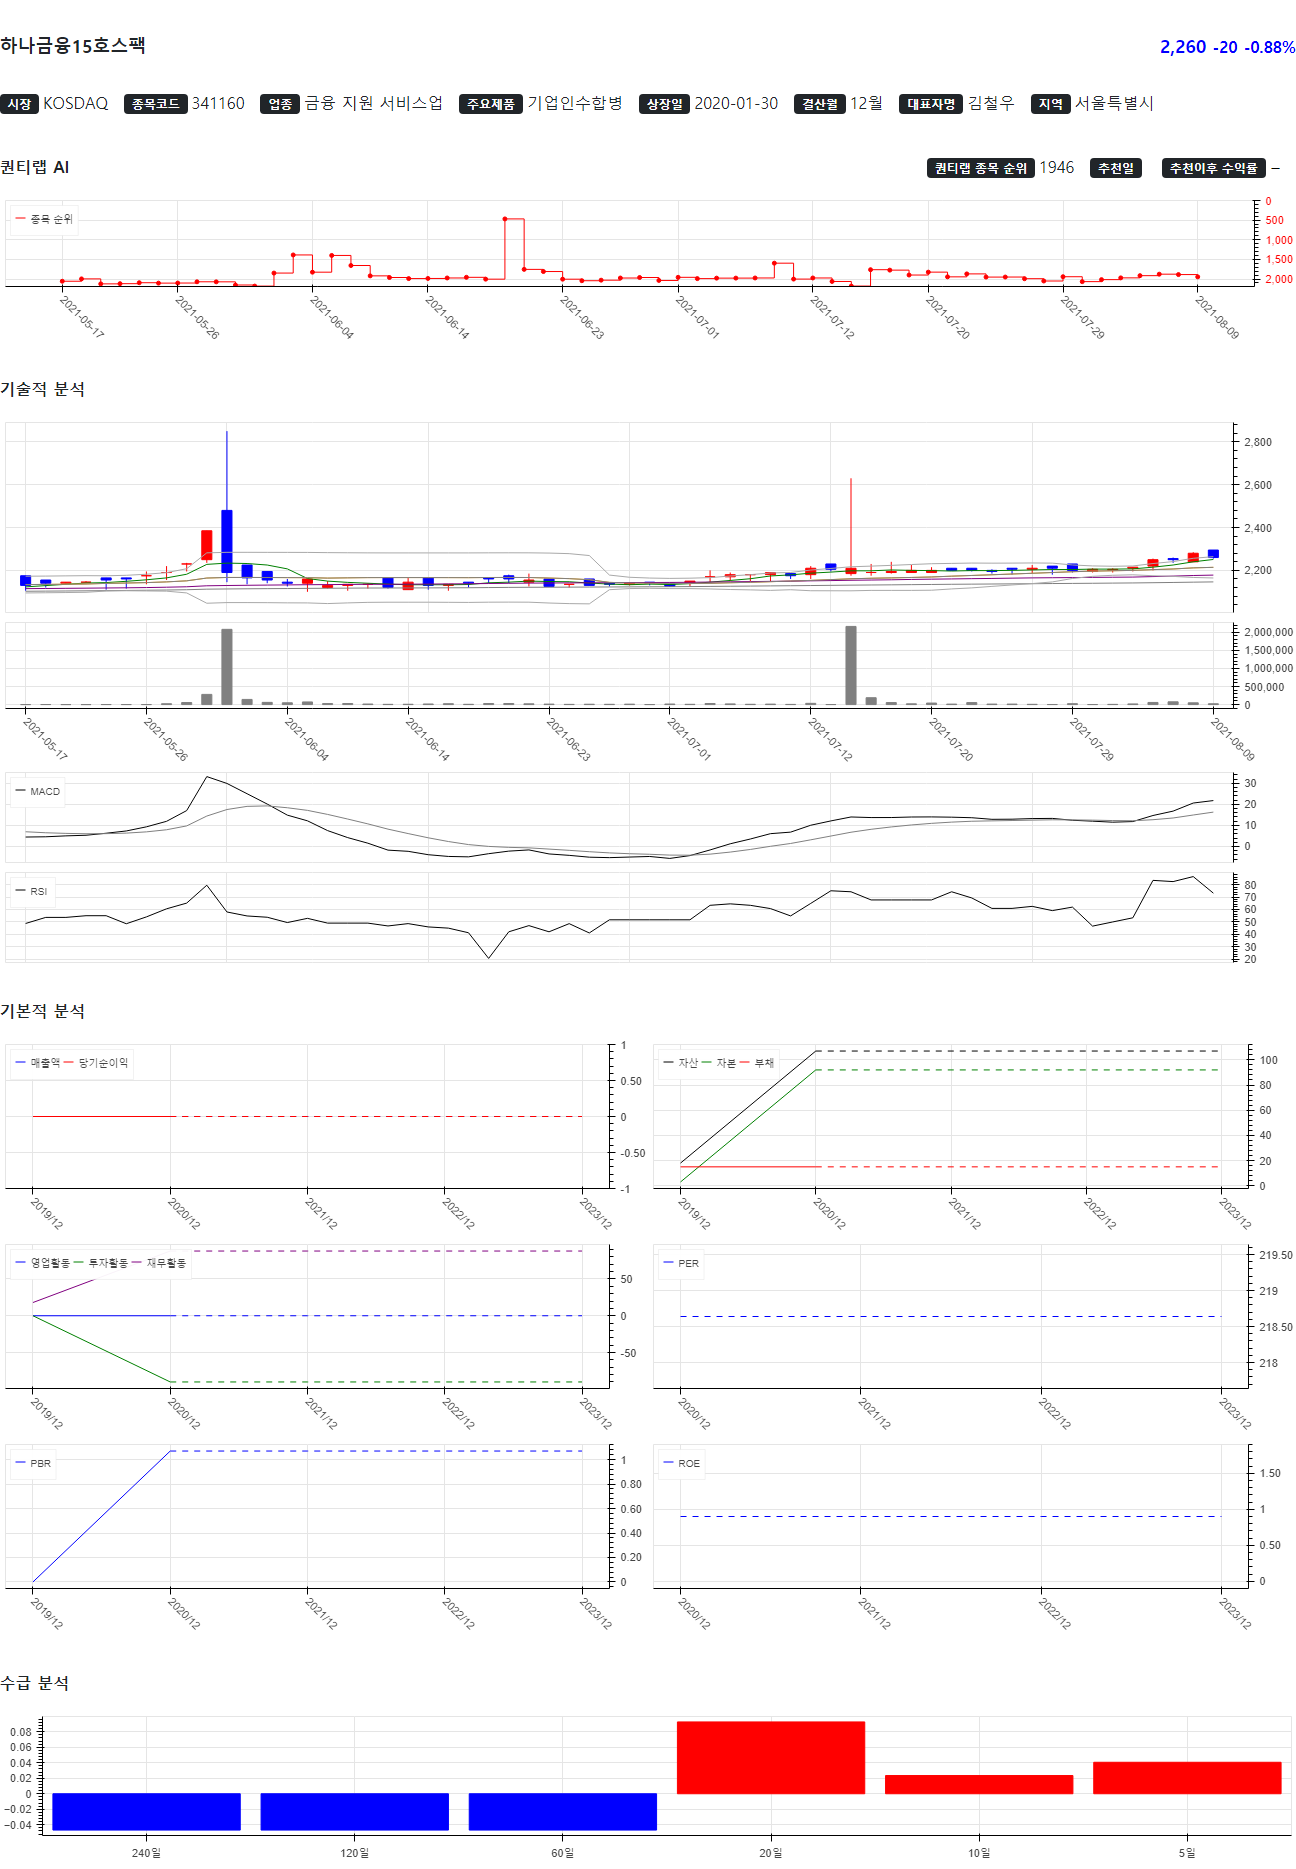 하나금융15호스팩 2,260 -20 -0.88%
시장 KOSDAQ 종목코드 341160 업종 금융 지원 서비스업 주요제품 기업인수합병 상장일 2020-01-30 결산월 12월 대표자명 김철우 지역 서울특별시
퀀티랩 AI 퀀티랩 종목 순위 1946 추천일 추천이후 수익률 –
종목 순위
0
500
1,000
1,500
2,000
2021-05-17 2021-05-26 2021-06-04 2021-06-14 2021-06-23 2021-07-01 2021-07-12 2021-07-20 2021-07-29 2021-08-09
기술적 분석
2,800
2,600
2,400
2,200
2,000,000
1,500,000
1,000,000
500,000
0
2021-05-17 2021-05-26 2021-06-04 2021-06-14 2021-06-23 2021-07-01 2021-07-12 2021-07-20 2021-07-29 2021-08-09
MACD
30
20
10
0
RSI
80
70
60
50
40
30
20
기본적 분석
매출액 당기순이익
1
0.50
0
-0.50
-1
2019/12 2020/12 2021/12 2022/12 2023/12
자산 자본 부채
100
80
60
40
20
0
2019/12 2020/12 2021/12 2022/12 2023/12
영업활동 투자활동 재무활동
50
0
-50
2019/12 2020/12 2021/12 2022/12 2023/12
PER
219.50
219
218.50
218
2020/12 2021/12 2022/12 2023/12
PBR
1
0.80
0.60
0.40
0.20
0
2019/12 2020/12 2021/12 2022/12 2023/12
ROE
1.50
1
0.50
0
2020/12 2021/12 2022/12 2023/12
수급 분석
0.08
0.06
0.04
0.02
0
−0.02
−0.04
240일 120일 60일 20일 10일 5일